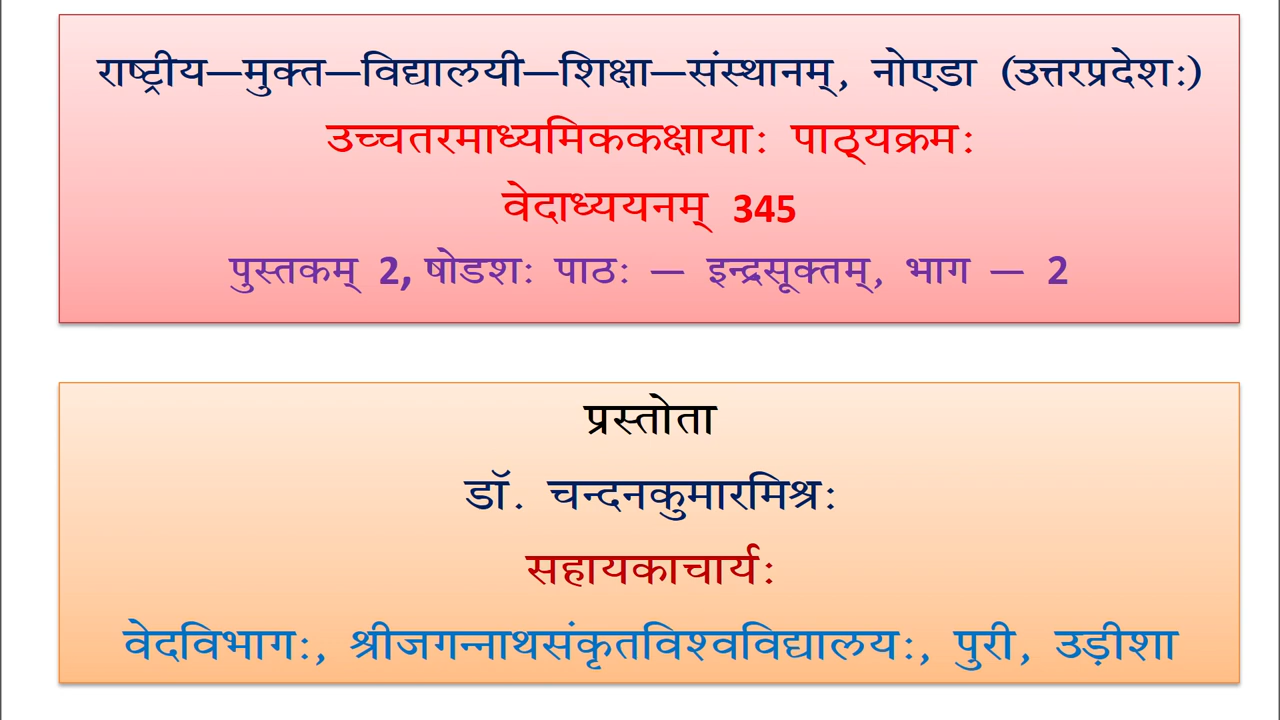 राष्ट्रीय—मुक्त—विद्यालयी—शिक्षा—संस्थानम्, नोएडा (उत्तरप्रदेशः)
उच्चतरमाध्यमिककक्षायाः पाठ्यक्रमः
वेदाध्ययनम् 345
पुस्तकम् 2, षोडशः पाठः — इन्द्रसूक्तम्, भाग — 2
प्रस्तोता
डॉ. चन्दनकुमारमिश्रः
सहायकाचार्यः
वेदविभागः, श्रीजगन्नाथसंकृतविश्वविद्यालयः, पुरी, उड़ीशा